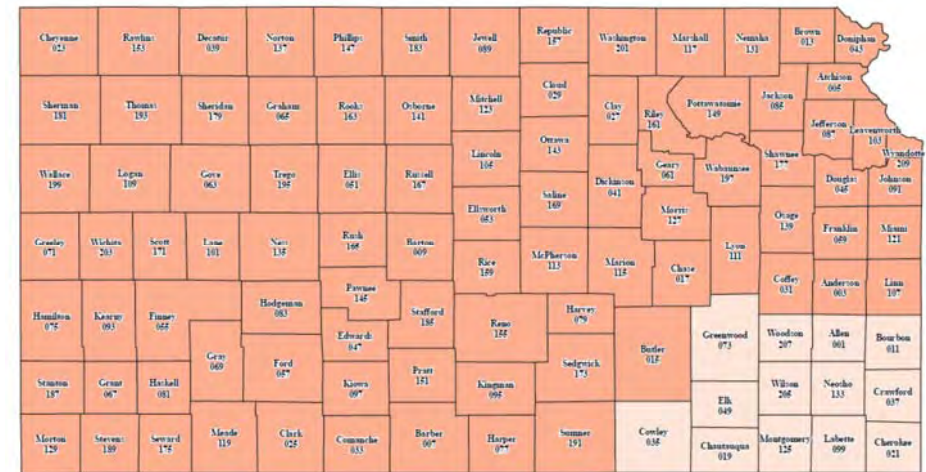 Cheyenne
023
Rawlins
153
Decatur
039
Norton
137
Phillips
147
Smith
183
Jewell
089
Republic
157
Washington
201
Marshall
117
Nemaha
131
Brown
013
Doniphan
043
Atchison
005
Sherman
181
Thomas
193
Sheridan
179
Graham
065
Rooks
163
Osborne
141
Mitchell
123
Cloud
029
Clay
027
Riley
161
Pottawatomie
149
Jackson
085
Jefferson
087
Leavenworth
103
Wyandotte
209
Lincoln
105
Ottawa
143
Wallace
199
Logan
109
Gove
063
Trego
195
Ellis
051
Russell
167
Dickinson
041
Geary
061
Wabaunsee
197
Shawnee
177
Douglas
045
Johnson
091
Ellsworth
053
Saline
169
Morris
127
Osage
139
Franklin
059
Miami
121
Greeley
071
Wichita
203
Scott
171
Lane
101
Ness
135
Rush
165
Barton
009
Rice
159
McPherson
113
Marion
115
Chase
017
Lyon
111
Coffey
031
Anderson
003
Linn
107
Hamilton
075
Kearny
093
Finney
055
Hodgeman
083
Pawnee
145
Stafford
185
Edwards
047
Reno
155
Harvey
079
Butler
015
Greenwood
073
Woodson
207
Allen
001
Bourbon
011
Gray
069
Ford
057
Kiowa
097
Pratt
151
Kingman
095
Sedgwick
173
Stanton
187
Grant
067
Haskell
081
Elk
049
Wilson
205
Neosho
133
Crawford
037
Morton
129
Stevens
189
Seward
175
Meade
119
Clark
025
Comanche
033
Barber
007
Harper
077
Sumner
191
Cowley
035
Chautauqua
019
Montgomery
125
Labette
099
Cherokee
021